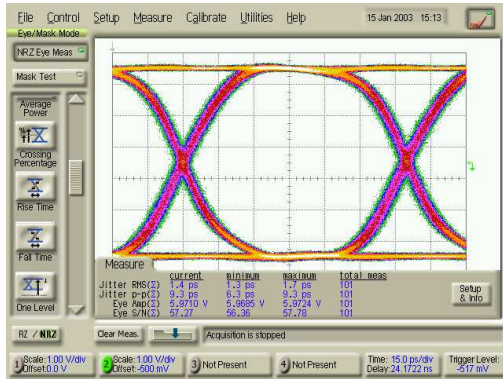 File Control Setup Measure Calibrate Utilities Help 15 Jan 2003 15:13
Eye/Mask Mode
NRZ Eye Meas
Mask Test
Average
Power
Crossing
Percentage
Rise Time
Fall Time
One Level
Measure
current minimum maximum total meas
Jitter RMS(Σ) 1.4 ps 1.3 ps 1.7 ps 101
Jitter p-p(Σ) 9.3 ps 6.3 ps 9.3 ps 101
Eye Amp(Σ) 5.9710 V 5.9685 V 5.9724 V 101
Eye S/N(Σ) 57.27 56.36 57.78 101
Setup
& Info
RZ / NRZ
Clear Meas.
Acquisition is stopped
1 Scale: 1.00 V/div
Offset: 0.0 V
2 Scale: 1.00 V/div
Offset: -500 mV
3 Not Present
4 Not Present
Time: 15.0 ps/div
Delay: 24.1722 ns
Trigger Level:
-517 mV